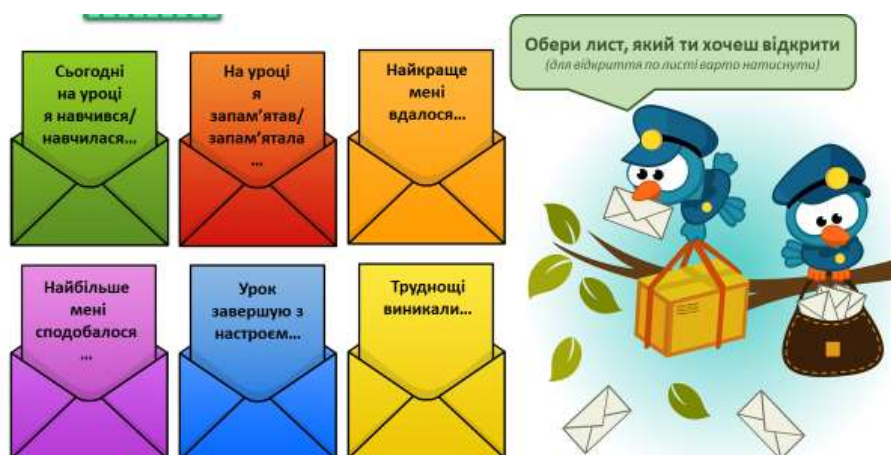 Сьогодні
на уроці
я навчився/
навчилася...
На уроці
я
запам'ятав/
запам'ятала
...
Найкраще
мені
вдалося...
Обери лист, який ти хочеш відкрити
(для відкриття по листі варто натиснути)
Найбільше
мені
сподобалося
...
Урок
завершую з
настроєм...
Труднощі
виникали...